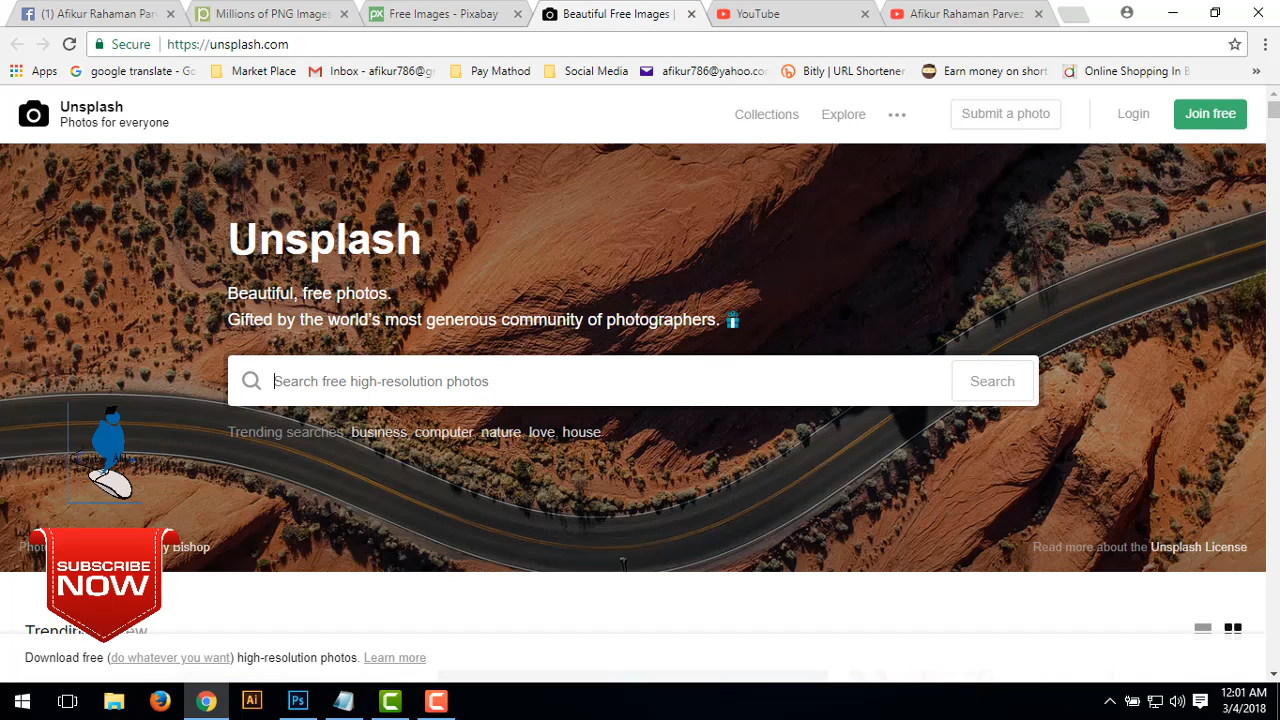 (1) Afikur Rahaman Par
Millions of PNG Images
Free Images - Pixabay
Beautiful Free Images |
YouTube
Afikur Rahaman Parvez
Secure
https://unsplash.com
Apps
google translate - Go
Market Place
Inbox - afikur786@g
Pay Mathod
Social Media
afikur786@yahoo.co
Bitly | URL Shortener
Earn money on short
Online Shopping In B
Unsplash
Photos for everyone
Collections
Explore
Submit a photo
Login
Join free
Unsplash
Beautiful, free photos.
Gifted by the world's most generous community of photographers.
Search free high-resolution photos
Search
Trending searches business, computer, nature, love, house
Bishop
Read more about the Unsplash License
SUBSCRIBE
NOW
Download free (do whatever you want) high-resolution photos. Learn more
Ai
Ps
C
C
12:01 AM
3/4/2018